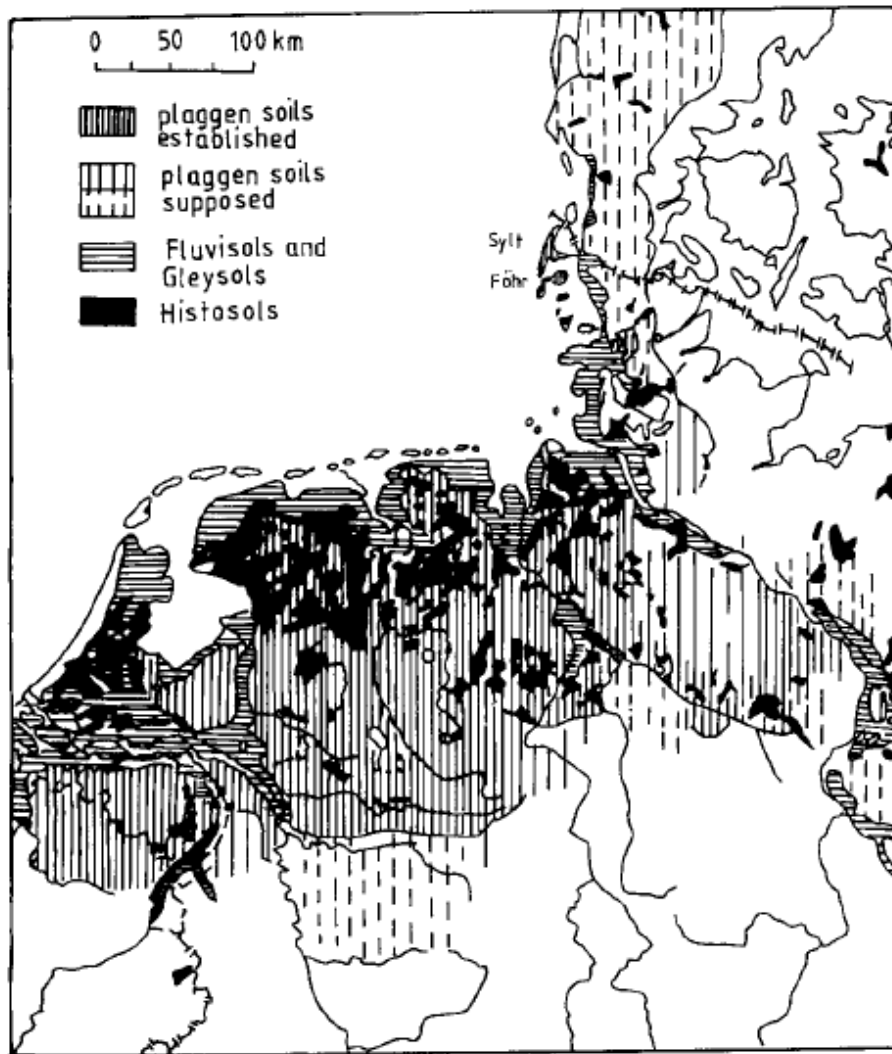 0 50 100 km
plaggen soils
established
plaggen soils
supposed
Fluvisols and
Gleysols
Histosols
Sylt
Föhr